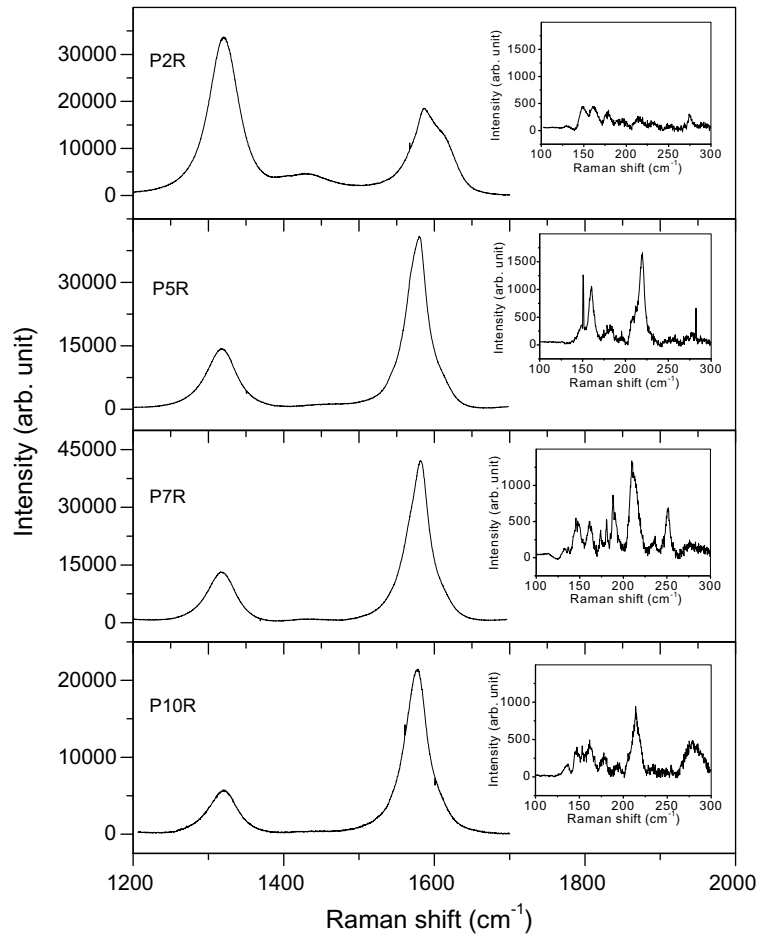 Intensity (arb. unit)
30000
20000
10000
0
P2R
Intensity (arb. unit)
1500
1000
500
0
100 150 200 250 300
Raman shift (cm⁻¹)
30000
15000
0
P5R
Intensity (arb. unit)
1500
1000
500
0
100 150 200 250 300
Raman shift (cm⁻¹)
45000
30000
15000
0
P7R
Intensity (arb. unit)
1000
500
0
100 150 200 250 300
Raman shift (cm⁻¹)
20000
10000
0
P10R
Intensity (arb. unit)
1000
500
0
100 150 200 250 300
Raman shift (cm⁻¹)
1200 1400 1600 1800 2000
Raman shift (cm⁻¹)